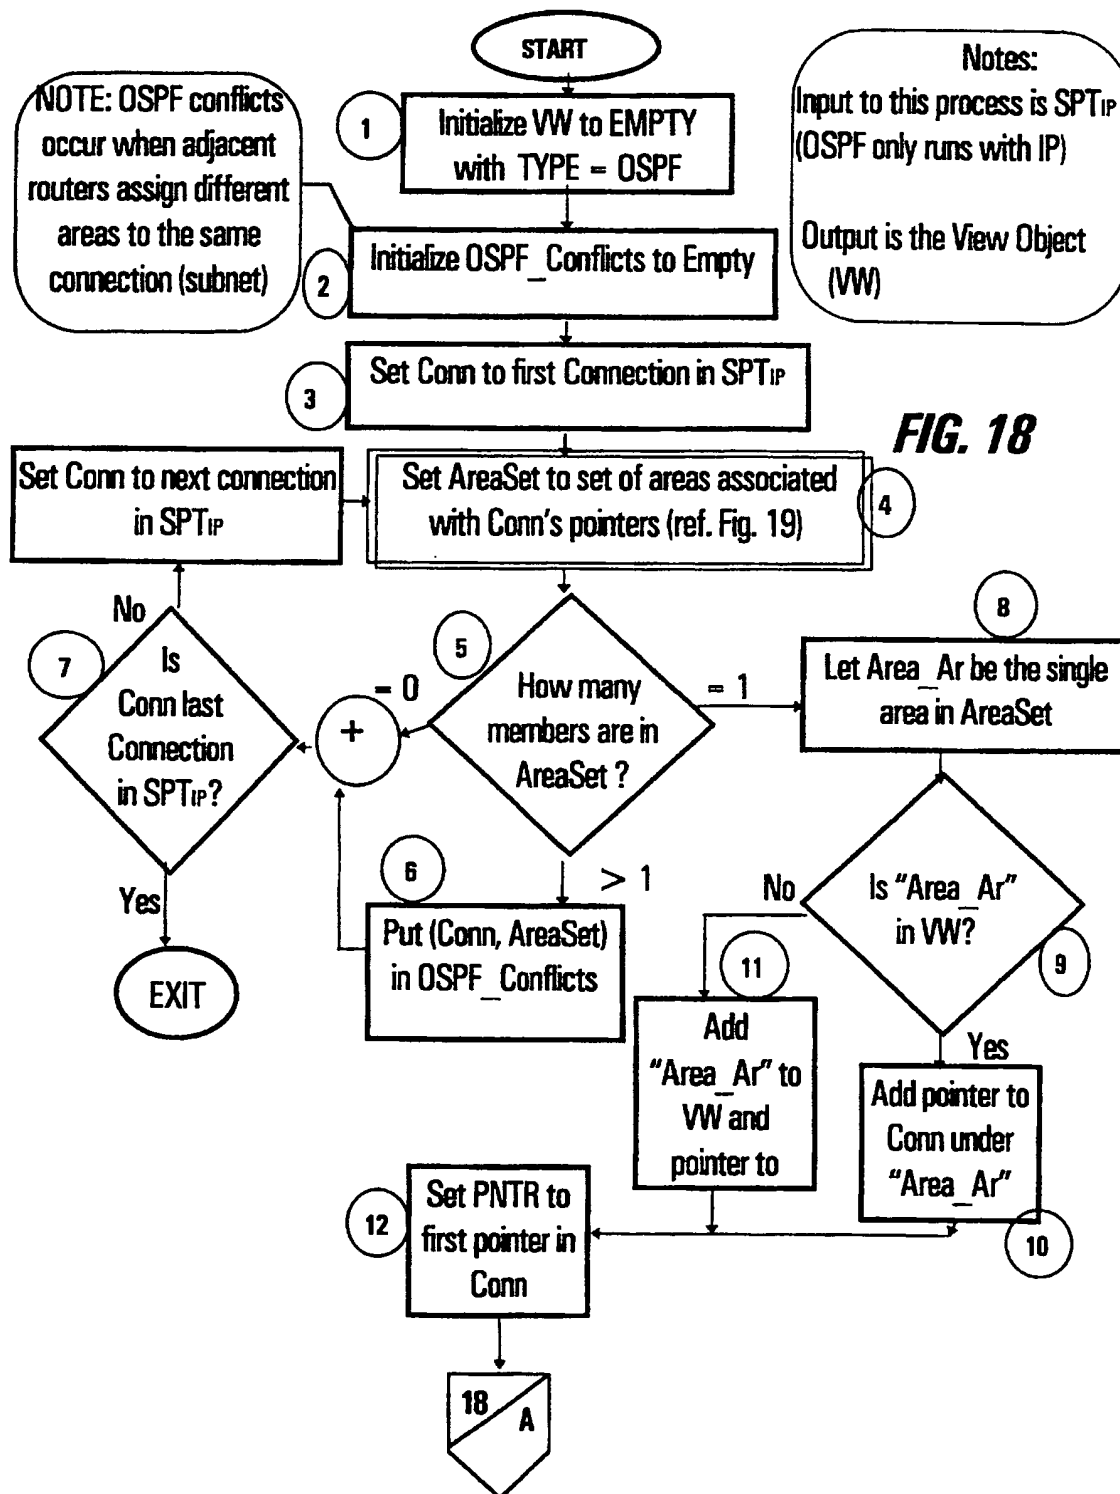 START
NOTE: OSPF conflicts
occur when adjacent
routers assign different
areas to the same
connection (subnet)
1
Initialize VW to EMPTY
with TYPE = OSPF
Notes:
Input to this process is SPTIP
(OSPF only runs with IP)
Output is the View Object
(VW)
2
Initialize OSPF_Conflicts to Empty
3
Set Conn to first Connection in SPTIP
FIG. 18
Set Conn to next connection
in SPTIP
Set AreaSet to set of areas associated
with Conn's pointers (ref. Fig. 19)
4
No
7
Is
Conn last
Connection
in SPTIP?
Yes
EXIT
+
= 0
5
How many
members are in
AreaSet ?
= 1
> 1
6
Put (Conn, AreaSet)
in OSPF_Conflicts
8
Let Area_Ar be the single
area in AreaSet
No
Is "Area_Ar"
in VW?
9
Yes
11
Add
"Area_Ar" to
VW and
pointer to
Add pointer to
Conn under
"Area_Ar"
10
12
Set PNTR to
first pointer in
Conn
18
A